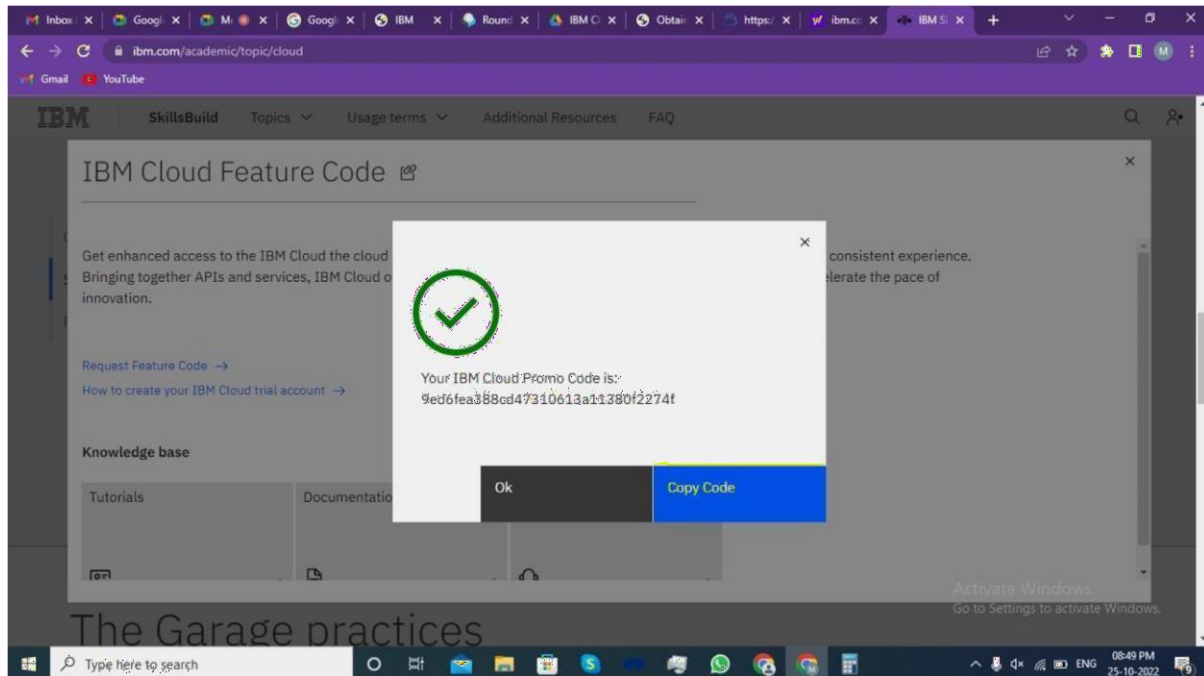 Inbox
Googl
M
Googl
IBM
Round
IBM C
Obtain
https:/
ibm.cc
IBM S
ibm.com/academic/topic/cloud
M
Gmail
YouTube
IBM SkillsBuild Topics Usage terms Additional Resources FAQ
IBM Cloud Feature Code
Get enhanced access to the IBM Cloud the cloud consistent experience.
Bringing together APIs and services, IBM Cloud o elerate the pace of
innovation.
Request Feature Code →
How to create your IBM Cloud trial account →
Your IBM Cloud Promo Code is:
9ed6fea388cd47310613a11380f2274f
Ok
Copy Code
Knowledge base
Tutorials
Documentatio
The Garage practices
Activate Windows
Go to Settings to activate Windows.
Type here to search
ENG
08:49 PM
25-10-2022